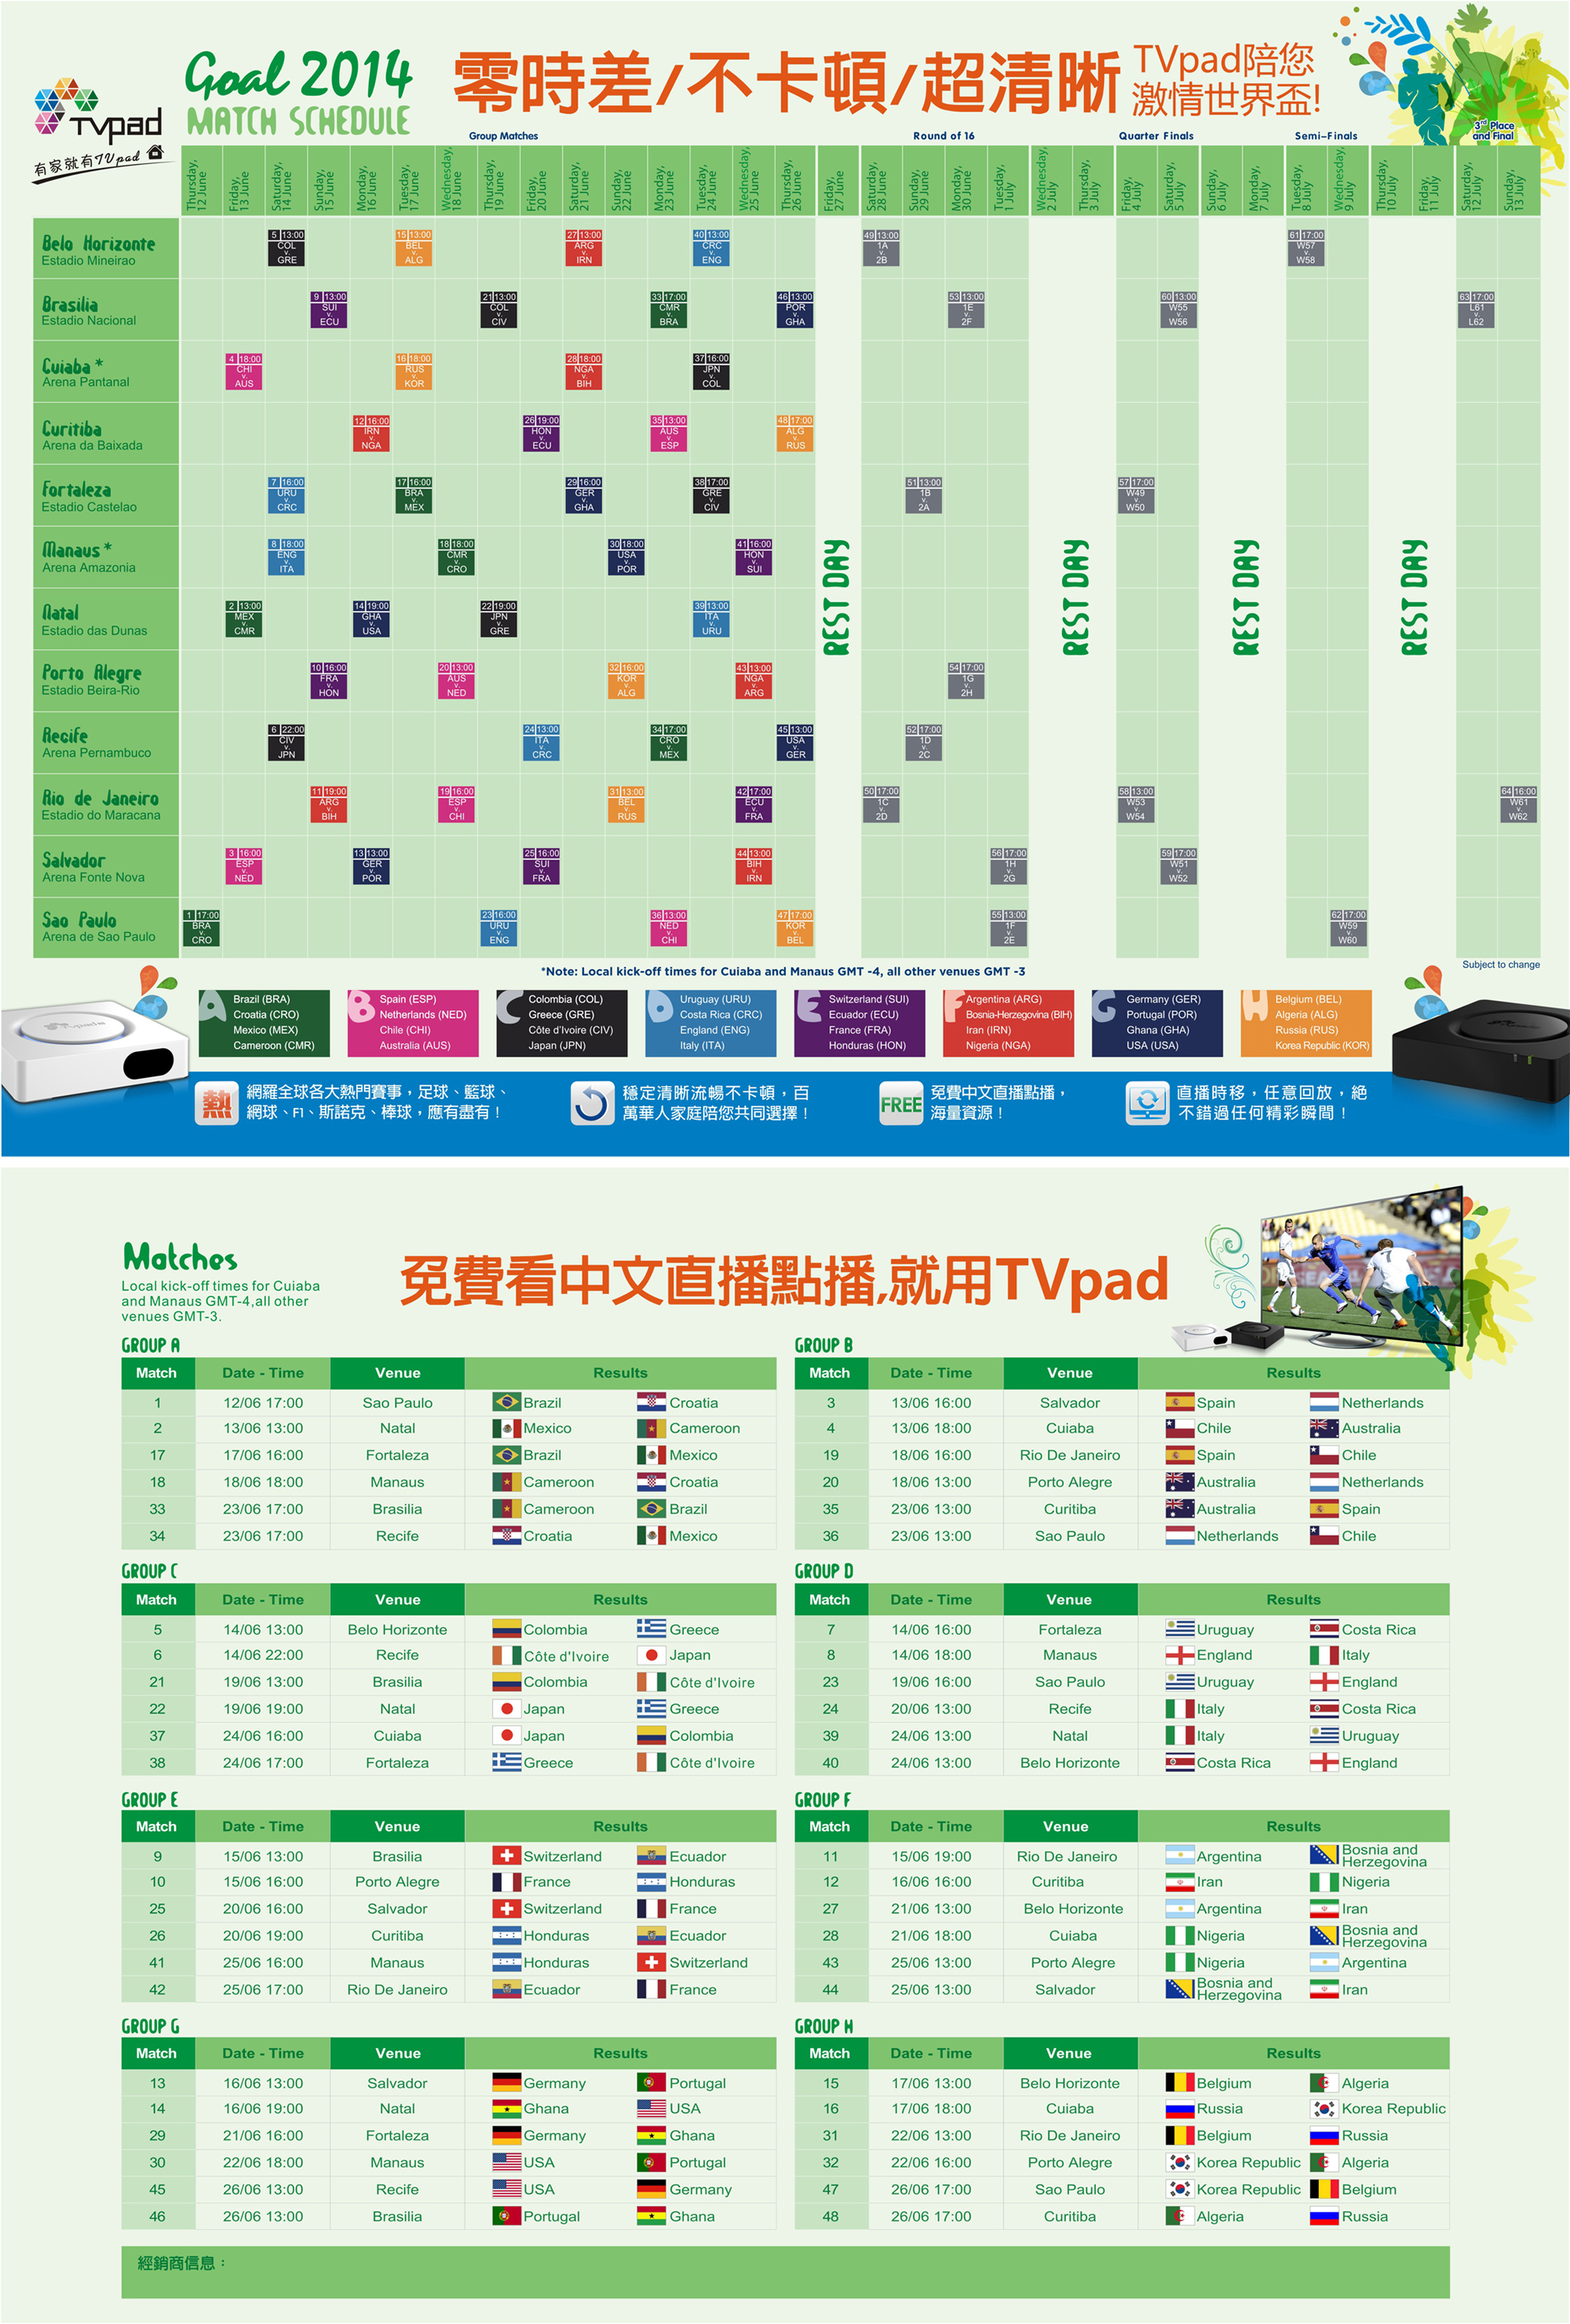 TVpad
有家就有TVpad
Goal 2014
MATCH SCHEDULE
零時差/不卡頓/超清晰
TVpad陪您
激情世界盃!
Group Matches
Round of 16
Quarter Finals
Semi-Finals
3rd Place
and Final
Thursday, 12 June
Friday, 13 June
Saturday, 14 June
Sunday, 15 June
Monday, 16 June
Tuesday, 17 June
Wednesday, 18 June
Thursday, 19 June
Friday, 20 June
Saturday, 21 June
Sunday, 22 June
Monday, 23 June
Tuesday, 24 June
Wednesday, 25 June
Thursday, 26 June
Friday, 27 June
Saturday, 28 June
Sunday, 29 June
Monday, 30 June
Tuesday, 1 July
Wednesday, 2 July
Thursday, 3 July
Friday, 4 July
Saturday, 5 July
Sunday, 6 July
Monday, 7 July
Tuesday, 8 July
Wednesday, 9 July
Thursday, 10 July
Friday, 11 July
Saturday, 12 July
Sunday, 13 July
Belo Horizonte
Estadio Mineirao
5 13:00 COL v. GRE
15 13:00 BEL v. ALG
27 13:00 ARG v. IRN
40 13:00 CRC v. ENG
49 13:00 1A v. 2B
61 17:00 W57 v. W58
Brasilia
Estadio Nacional
9 13:00 SUI v. ECU
21 13:00 COL v. CIV
33 17:00 CMR v. BRA
46 13:00 POR v. GHA
53 13:00 1E v. 2F
60 13:00 W55 v. W56
63 17:00 L61 v. L62
Cuiaba *
Arena Pantanal
4 18:00 CHI v. AUS
16 18:00 RUS v. KOR
28 18:00 NGA v. BIH
37 16:00 JPN v. COL
Curitiba
Arena da Baixada
12 16:00 IRN v. NGA
26 19:00 HON v. ECU
35 13:00 AUS v. ESP
48 17:00 ALG v. RUS
Fortaleza
Estadio Castelao
7 16:00 URU v. CRC
17 16:00 BRA v. MEX
29 16:00 GER v. GHA
38 17:00 GRE v. CIV
51 13:00 1B v. 2A
57 17:00 W49 v. W50
Manaus *
Arena Amazonia
8 18:00 ENG v. ITA
18 18:00 CMR v. CRO
30 18:00 USA v. POR
41 16:00 HON v. SUI
REST DAY
REST DAY
REST DAY
REST DAY
Natal
Estadio das Dunas
2 13:00 MEX v. CMR
14 19:00 GHA v. USA
22 19:00 JPN v. GRE
39 13:00 ITA v. URU
Porto Alegre
Estadio Beira-Rio
10 16:00 FRA v. HON
20 13:00 AUS v. NED
32 16:00 KOR v. ALG
43 13:00 NGA v. ARG
54 17:00 1G v. 2H
Recife
Arena Pernambuco
6 22:00 CIV v. JPN
24 13:00 ITA v. CRC
34 17:00 CRO v. MEX
45 13:00 USA v. GER
52 17:00 1D v. 2C
Rio de Janeiro
Estadio do Maracana
11 19:00 ARG v. BIH
19 16:00 ESP v. CHI
31 13:00 BEL v. RUS
42 17:00 ECU v. FRA
50 17:00 1C v. 2D
58 13:00 W53 v. W54
64 16:00 W61 v. W62
Salvador
Arena Fonte Nova
3 16:00 ESP v. NED
13 13:00 GER v. POR
25 16:00 SUI v. FRA
44 13:00 BIH v. IRN
56 17:00 1H v. 2G
59 17:00 W51 v. W52
Sao Paulo
Arena de Sao Paulo
1 17:00 BRA v. CRO
23 16:00 URU v. ENG
36 13:00 NED v. CHI
47 17:00 KOR v. BEL
55 13:00 1F v. 2E
62 17:00 W59 v. W60
*Note: Local kick-off times for Cuiaba and Manaus GMT -4, all other venues GMT -3
Subject to change
A
Brazil (BRA)
Croatia (CRO)
Mexico (MEX)
Cameroon (CMR)
B
Spain (ESP)
Netherlands (NED)
Chile (CHI)
Australia (AUS)
C
Colombia (COL)
Greece (GRE)
Côte d'Ivoire (CIV)
Japan (JPN)
D
Uruguay (URU)
Costa Rica (CRC)
England (ENG)
Italy (ITA)
E
Switzerland (SUI)
Ecuador (ECU)
France (FRA)
Honduras (HON)
F
Argentina (ARG)
Bosnia-Herzegovina (BIH)
Iran (IRN)
Nigeria (NGA)
G
Germany (GER)
Portugal (POR)
Ghana (GHA)
USA (USA)
H
Belgium (BEL)
Algeria (ALG)
Russia (RUS)
Korea Republic (KOR)
熱
網羅全球各大熱門賽事，足球、籃球、
網球、F1、斯諾克、棒球，應有盡有！
穩定清晰流暢不卡頓，百
萬華人家庭陪您共同選擇！
FREE
免費中文直播點播，
海量資源！
直播時移，任意回放，絕
不錯過任何精彩瞬間！
Matches
Local kick-off times for Cuiaba
and Manaus GMT-4,all other
venues GMT-3.
免費看中文直播點播,就用TVpad
GROUP A
Match Date - Time Venue Results
1 12/06 17:00 Sao Paulo Brazil Croatia
2 13/06 13:00 Natal Mexico Cameroon
17 17/06 16:00 Fortaleza Brazil Mexico
18 18/06 18:00 Manaus Cameroon Croatia
33 23/06 17:00 Brasilia Cameroon Brazil
34 23/06 17:00 Recife Croatia Mexico
GROUP B
Match Date - Time Venue Results
3 13/06 16:00 Salvador Spain Netherlands
4 13/06 18:00 Cuiaba Chile Australia
19 18/06 16:00 Rio De Janeiro Spain Chile
20 18/06 13:00 Porto Alegre Australia Netherlands
35 23/06 13:00 Curitiba Australia Spain
36 23/06 13:00 Sao Paulo Netherlands Chile
GROUP C
Match Date - Time Venue Results
5 14/06 13:00 Belo Horizonte Colombia Greece
6 14/06 22:00 Recife Côte d'Ivoire Japan
21 19/06 13:00 Brasilia Colombia Côte d'Ivoire
22 19/06 19:00 Natal Japan Greece
37 24/06 16:00 Cuiaba Japan Colombia
38 24/06 17:00 Fortaleza Greece Côte d'Ivoire
GROUP D
Match Date - Time Venue Results
7 14/06 16:00 Fortaleza Uruguay Costa Rica
8 14/06 18:00 Manaus England Italy
23 19/06 16:00 Sao Paulo Uruguay England
24 20/06 13:00 Recife Italy Costa Rica
39 24/06 13:00 Natal Italy Uruguay
40 24/06 13:00 Belo Horizonte Costa Rica England
GROUP E
Match Date - Time Venue Results
9 15/06 13:00 Brasilia Switzerland Ecuador
10 15/06 16:00 Porto Alegre France Honduras
25 20/06 16:00 Salvador Switzerland France
26 20/06 19:00 Curitiba Honduras Ecuador
41 25/06 16:00 Manaus Honduras Switzerland
42 25/06 17:00 Rio De Janeiro Ecuador France
GROUP F
Match Date - Time Venue Results
11 15/06 19:00 Rio De Janeiro Argentina Bosnia and Herzegovina
12 16/06 16:00 Curitiba Iran Nigeria
27 21/06 13:00 Belo Horizonte Argentina Iran
28 21/06 18:00 Cuiaba Nigeria Bosnia and Herzegovina
43 25/06 13:00 Porto Alegre Nigeria Argentina
44 25/06 13:00 Salvador Bosnia and Herzegovina Iran
GROUP G
Match Date - Time Venue Results
13 16/06 13:00 Salvador Germany Portugal
14 16/06 19:00 Natal Ghana USA
29 21/06 16:00 Fortaleza Germany Ghana
30 22/06 18:00 Manaus USA Portugal
45 26/06 13:00 Recife USA Germany
46 26/06 13:00 Brasilia Portugal Ghana
GROUP H
Match Date - Time Venue Results
15 17/06 13:00 Belo Horizonte Belgium Algeria
16 17/06 18:00 Cuiaba Russia Korea Republic
31 22/06 13:00 Rio De Janeiro Belgium Russia
32 22/06 16:00 Porto Alegre Korea Republic Algeria
47 26/06 17:00 Sao Paulo Korea Republic Belgium
48 26/06 17:00 Curitiba Algeria Russia
經銷商信息：